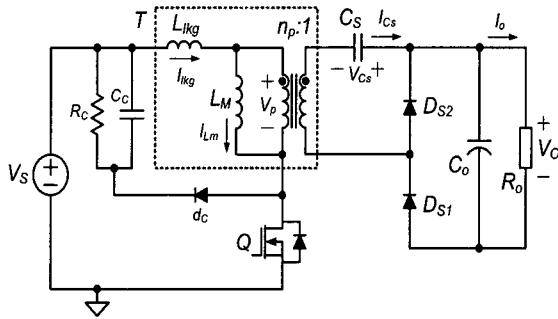 T
L_lkg
n_p:1
C_S
I_Cs
I_o
I_lkg
− V_Cs +
R_C
C_C
L_M
+
V_p
−
I_Lm
D_S2
+
V_O
−
C_o
R_o
V_S
+
−
d_C
D_S1
Q